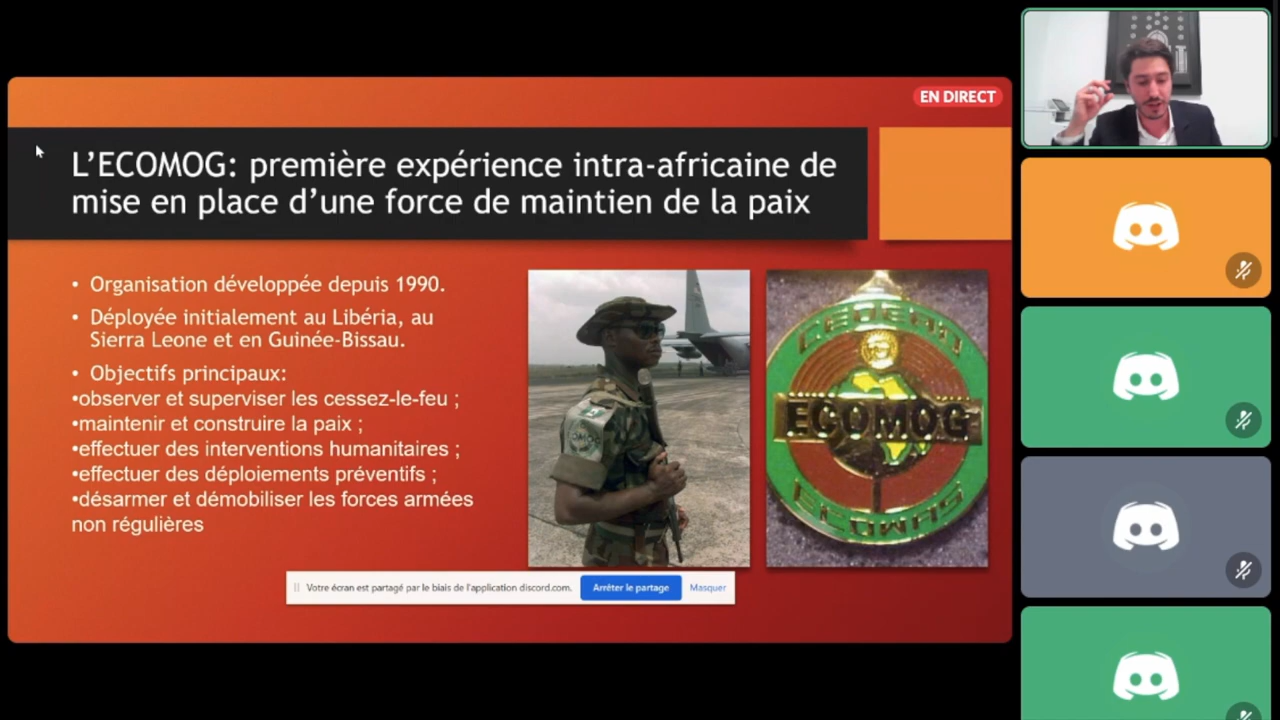 EN DIRECT
L’ECOMOG: première expérience intra-africaine de
mise en place d’une force de maintien de la paix
• Organisation développée depuis 1990.
• Déployée initialement au Libéria, au
Sierra Leone et en Guinée-Bissau.
• Objectifs principaux:
•observer et superviser les cessez-le-feu ;
•maintenir et construire la paix ;
•effectuer des interventions humanitaires ;
•effectuer des déploiements préventifs ;
•désarmer et démobiliser les forces armées
non régulières
CEDEAO
ECOMOG
ECOWAS
Votre écran est partagé par le biais de l'application discord.com.
Arrêter le partage
Masquer